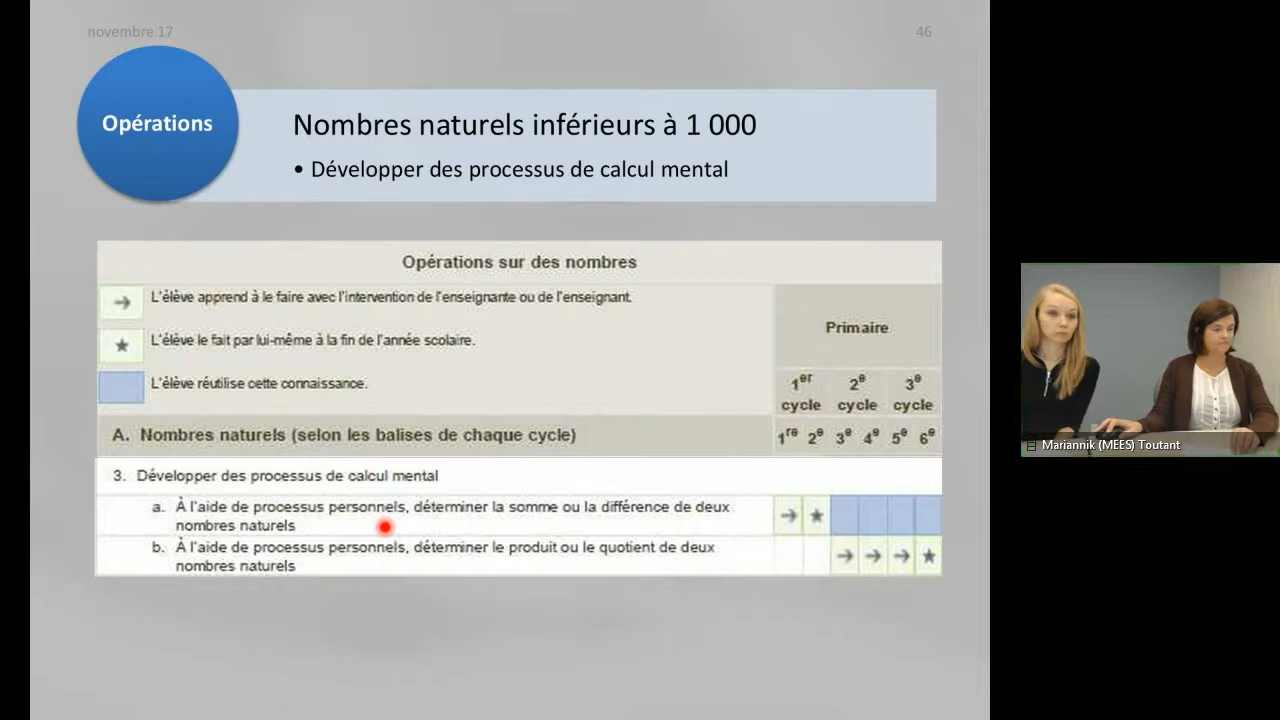 novembre 17
46
Opérations
Nombres naturels inférieurs à 1 000
• Développer des processus de calcul mental
Opérations sur des nombres
→ L'élève apprend à le faire avec l'intervention de l'enseignante ou de l'enseignant.
Primaire
★ L'élève le fait par lui-même à la fin de l'année scolaire.
L'élève réutilise cette connaissance.
1er cycle 2e cycle 3e cycle
A. Nombres naturels (selon les balises de chaque cycle) 1re 2e 3e 4e 5e 6e
3. Développer des processus de calcul mental
a. À l'aide de processus personnels, déterminer la somme ou la différence de deux
nombres naturels
→ ★
b. À l'aide de processus personnels, déterminer le produit ou le quotient de deux
nombres naturels
→ → → ★
Mariannik (MEES) Toutant